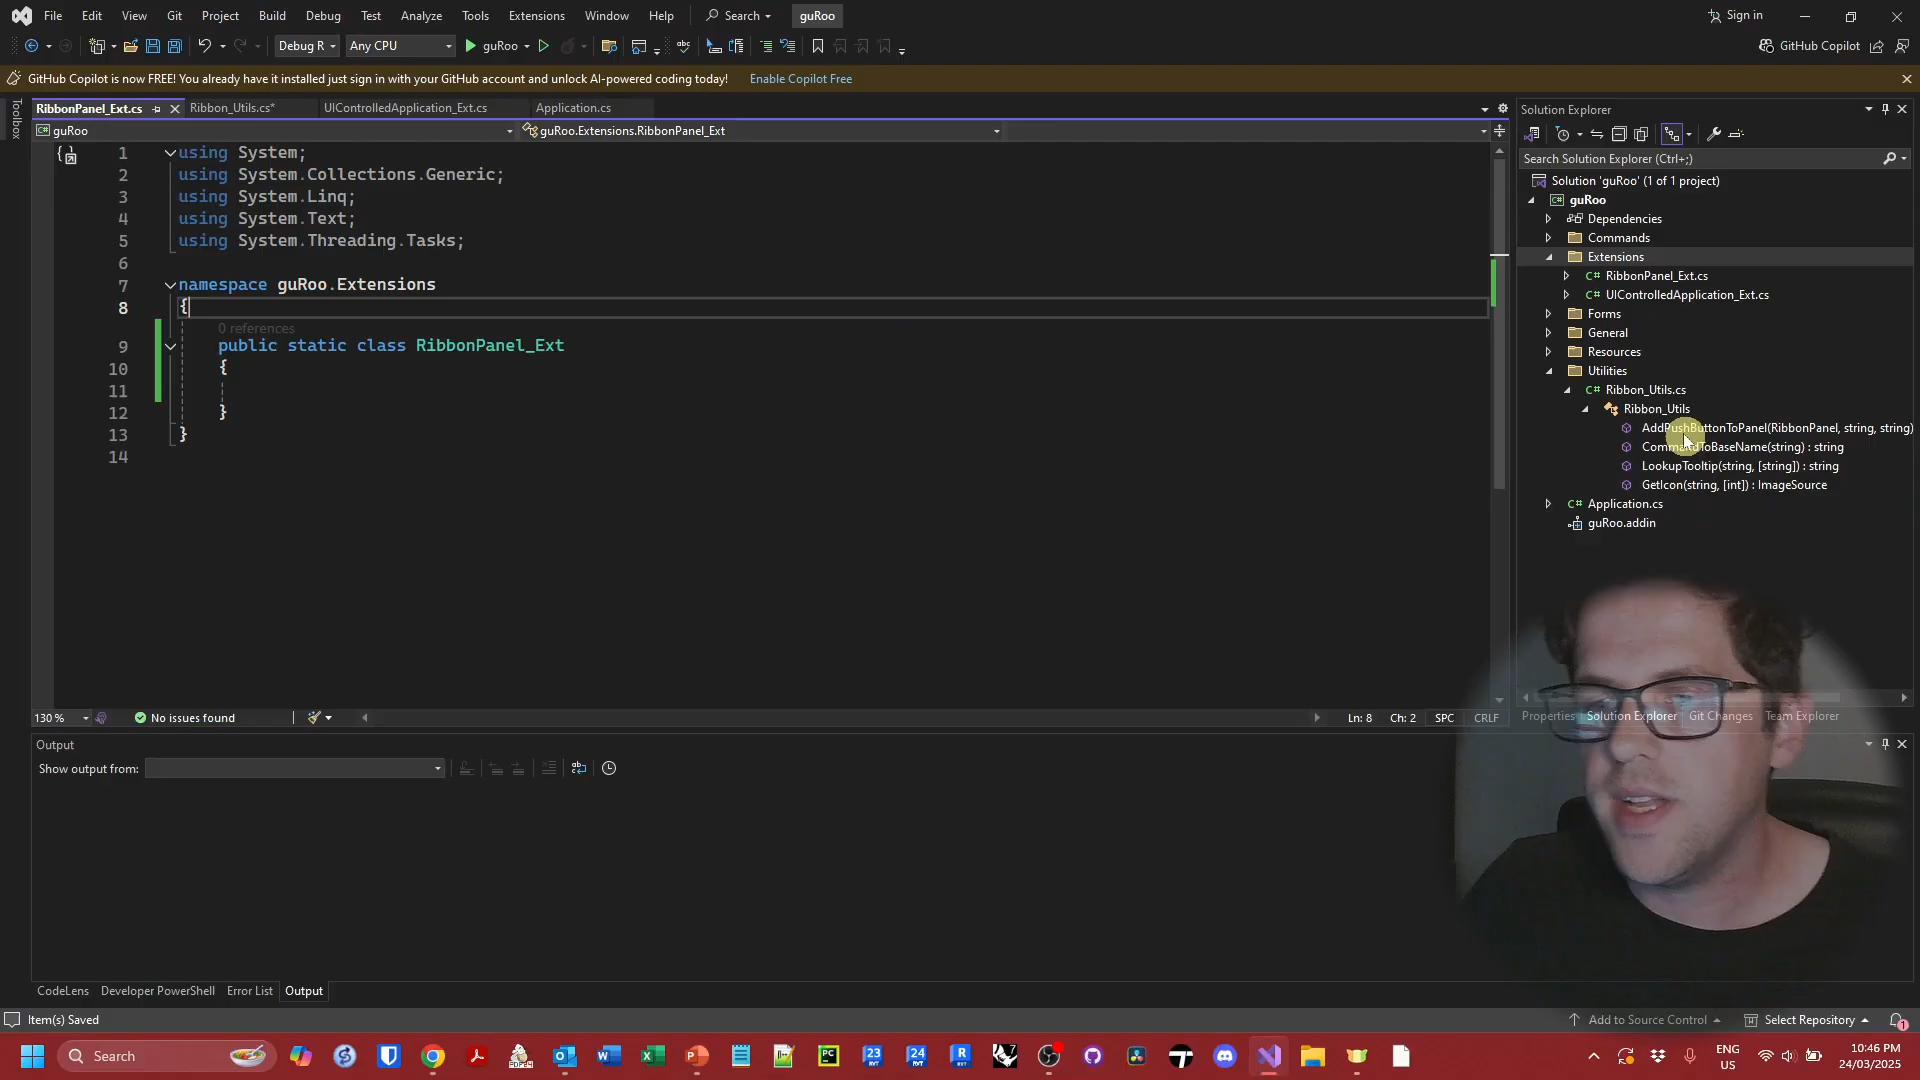 File Edit View Git Project Build Debug Test Analyze Tools Extensions Window Help Search guRoo Sign in
Debug R Any CPU guRoo GitHub Copilot
GitHub Copilot is now FREE! You already have it installed just sign in with your GitHub account and unlock AI-powered coding today! Enable Copilot Free
Toolbox
RibbonPanel_Ext.cs Ribbon_Utils.cs* UIControlledApplication_Ext.cs Application.cs
guRoo guRoo.Extensions.RibbonPanel_Ext
1 using System;
2 using System.Collections.Generic;
3 using System.Linq;
4 using System.Text;
5 using System.Threading.Tasks;
6
7 namespace guRoo.Extensions
8 {
0 references
9 public static class RibbonPanel_Ext
10 {
11
12 }
13 }
14
130 % No issues found Ln: 8 Ch: 2 SPC CRLF
Solution Explorer
Search Solution Explorer (Ctrl+;)
Solution 'guRoo' (1 of 1 project)
guRoo
Dependencies
Commands
Extensions
RibbonPanel_Ext.cs
UIControlledApplication_Ext.cs
Forms
General
Resources
Utilities
Ribbon_Utils.cs
Ribbon_Utils
AddPushButtonToPanel(RibbonPanel, string, string)
CommandToBaseName(string) : string
LookupTooltip(string, [string]) : string
GetIcon(string, [int]) : ImageSource
Application.cs
guRoo.addin
Properties Solution Explorer Git Changes Team Explorer
Output
Show output from:
CodeLens Developer PowerShell Error List Output
Item(s) Saved Add to Source Control Select Repository 1
Search ENG US 10:46 PM 24/03/2025